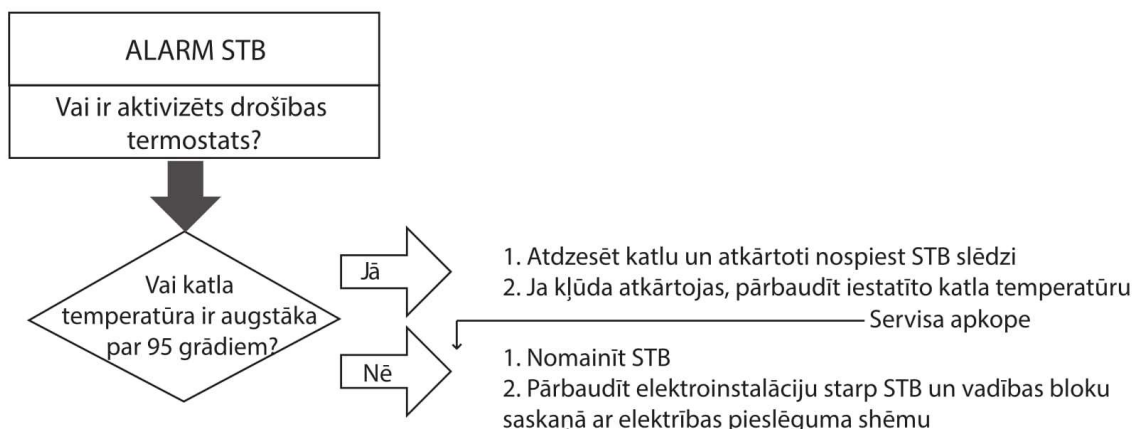 ALARM STB
Vai ir aktivizēts drošības
termostats?
Vai katla
temperatūra ir augstāka
par 95 grādiem?
Jā
1. Atdzesēt katlu un atkārtoti nospiest STB slēdzi
2. Ja kļūda atkārtojas, pārbaudīt iestatīto katla temperatūru
Servisa apkope
Nē
1. Nomainīt STB
2. Pārbaudīt elektroinstalāciju starp STB un vadības bloku
saskaņā ar elektrības pieslēguma shēmu